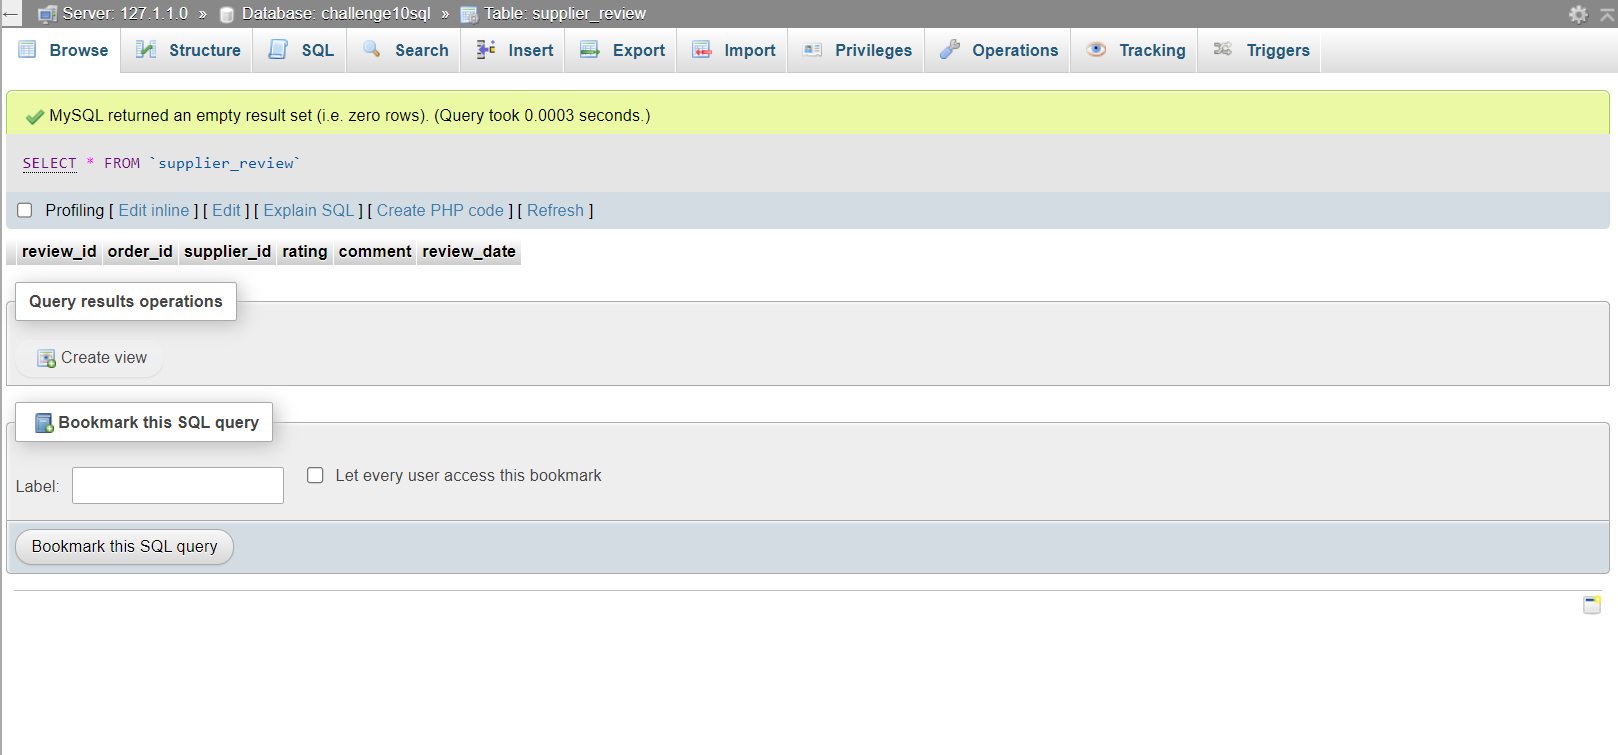 Server: 127.1.1.0 » Database: challenge10sql » Table: supplier_review
Browse Structure SQL Search Insert Export Import Privileges Operations Tracking Triggers
MySQL returned an empty result set (i.e. zero rows). (Query took 0.0003 seconds.)
SELECT * FROM `supplier_review`
Profiling [ Edit inline ] [ Edit ] [ Explain SQL ] [ Create PHP code ] [ Refresh ]
review_id order_id supplier_id rating comment review_date
Query results operations
Create view
Bookmark this SQL query
Label: Let every user access this bookmark
Bookmark this SQL query